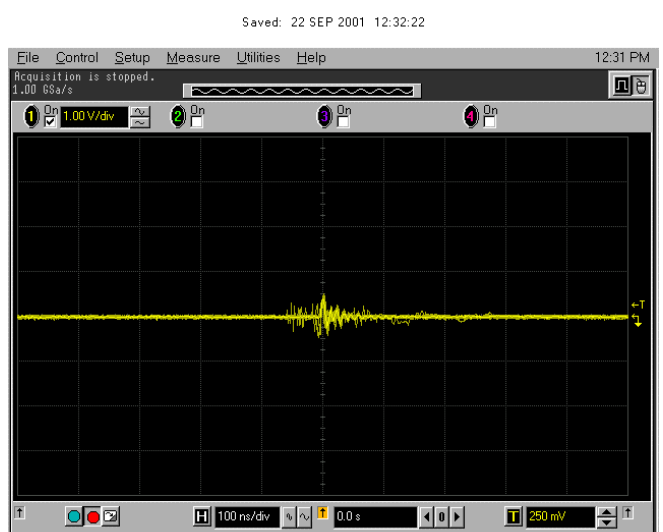 Saved: 22 SEP 2001 12:32:22
File Control Setup Measure Utilities Help 12:31 PM
Acquisition is stopped.
1.00 GSa/s
1 On 1.00 V/div 2 On 3 On 4 On
T
H 100 ns/div T 0.0 s 0 T 250 mV